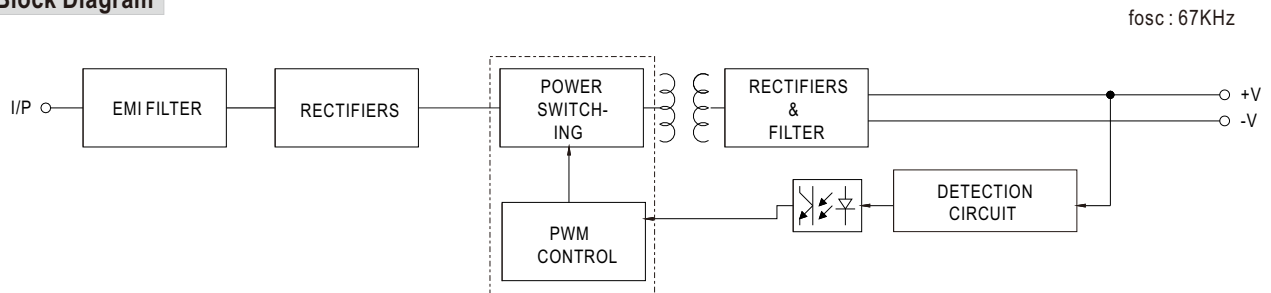 Block Diagram
fosc : 67KHz
I/P
EMI FILTER
RECTIFIERS
POWER
SWITCH-
ING
RECTIFIERS
&
FILTER
+V
-V
PWM
CONTROL
DETECTION
CIRCUIT